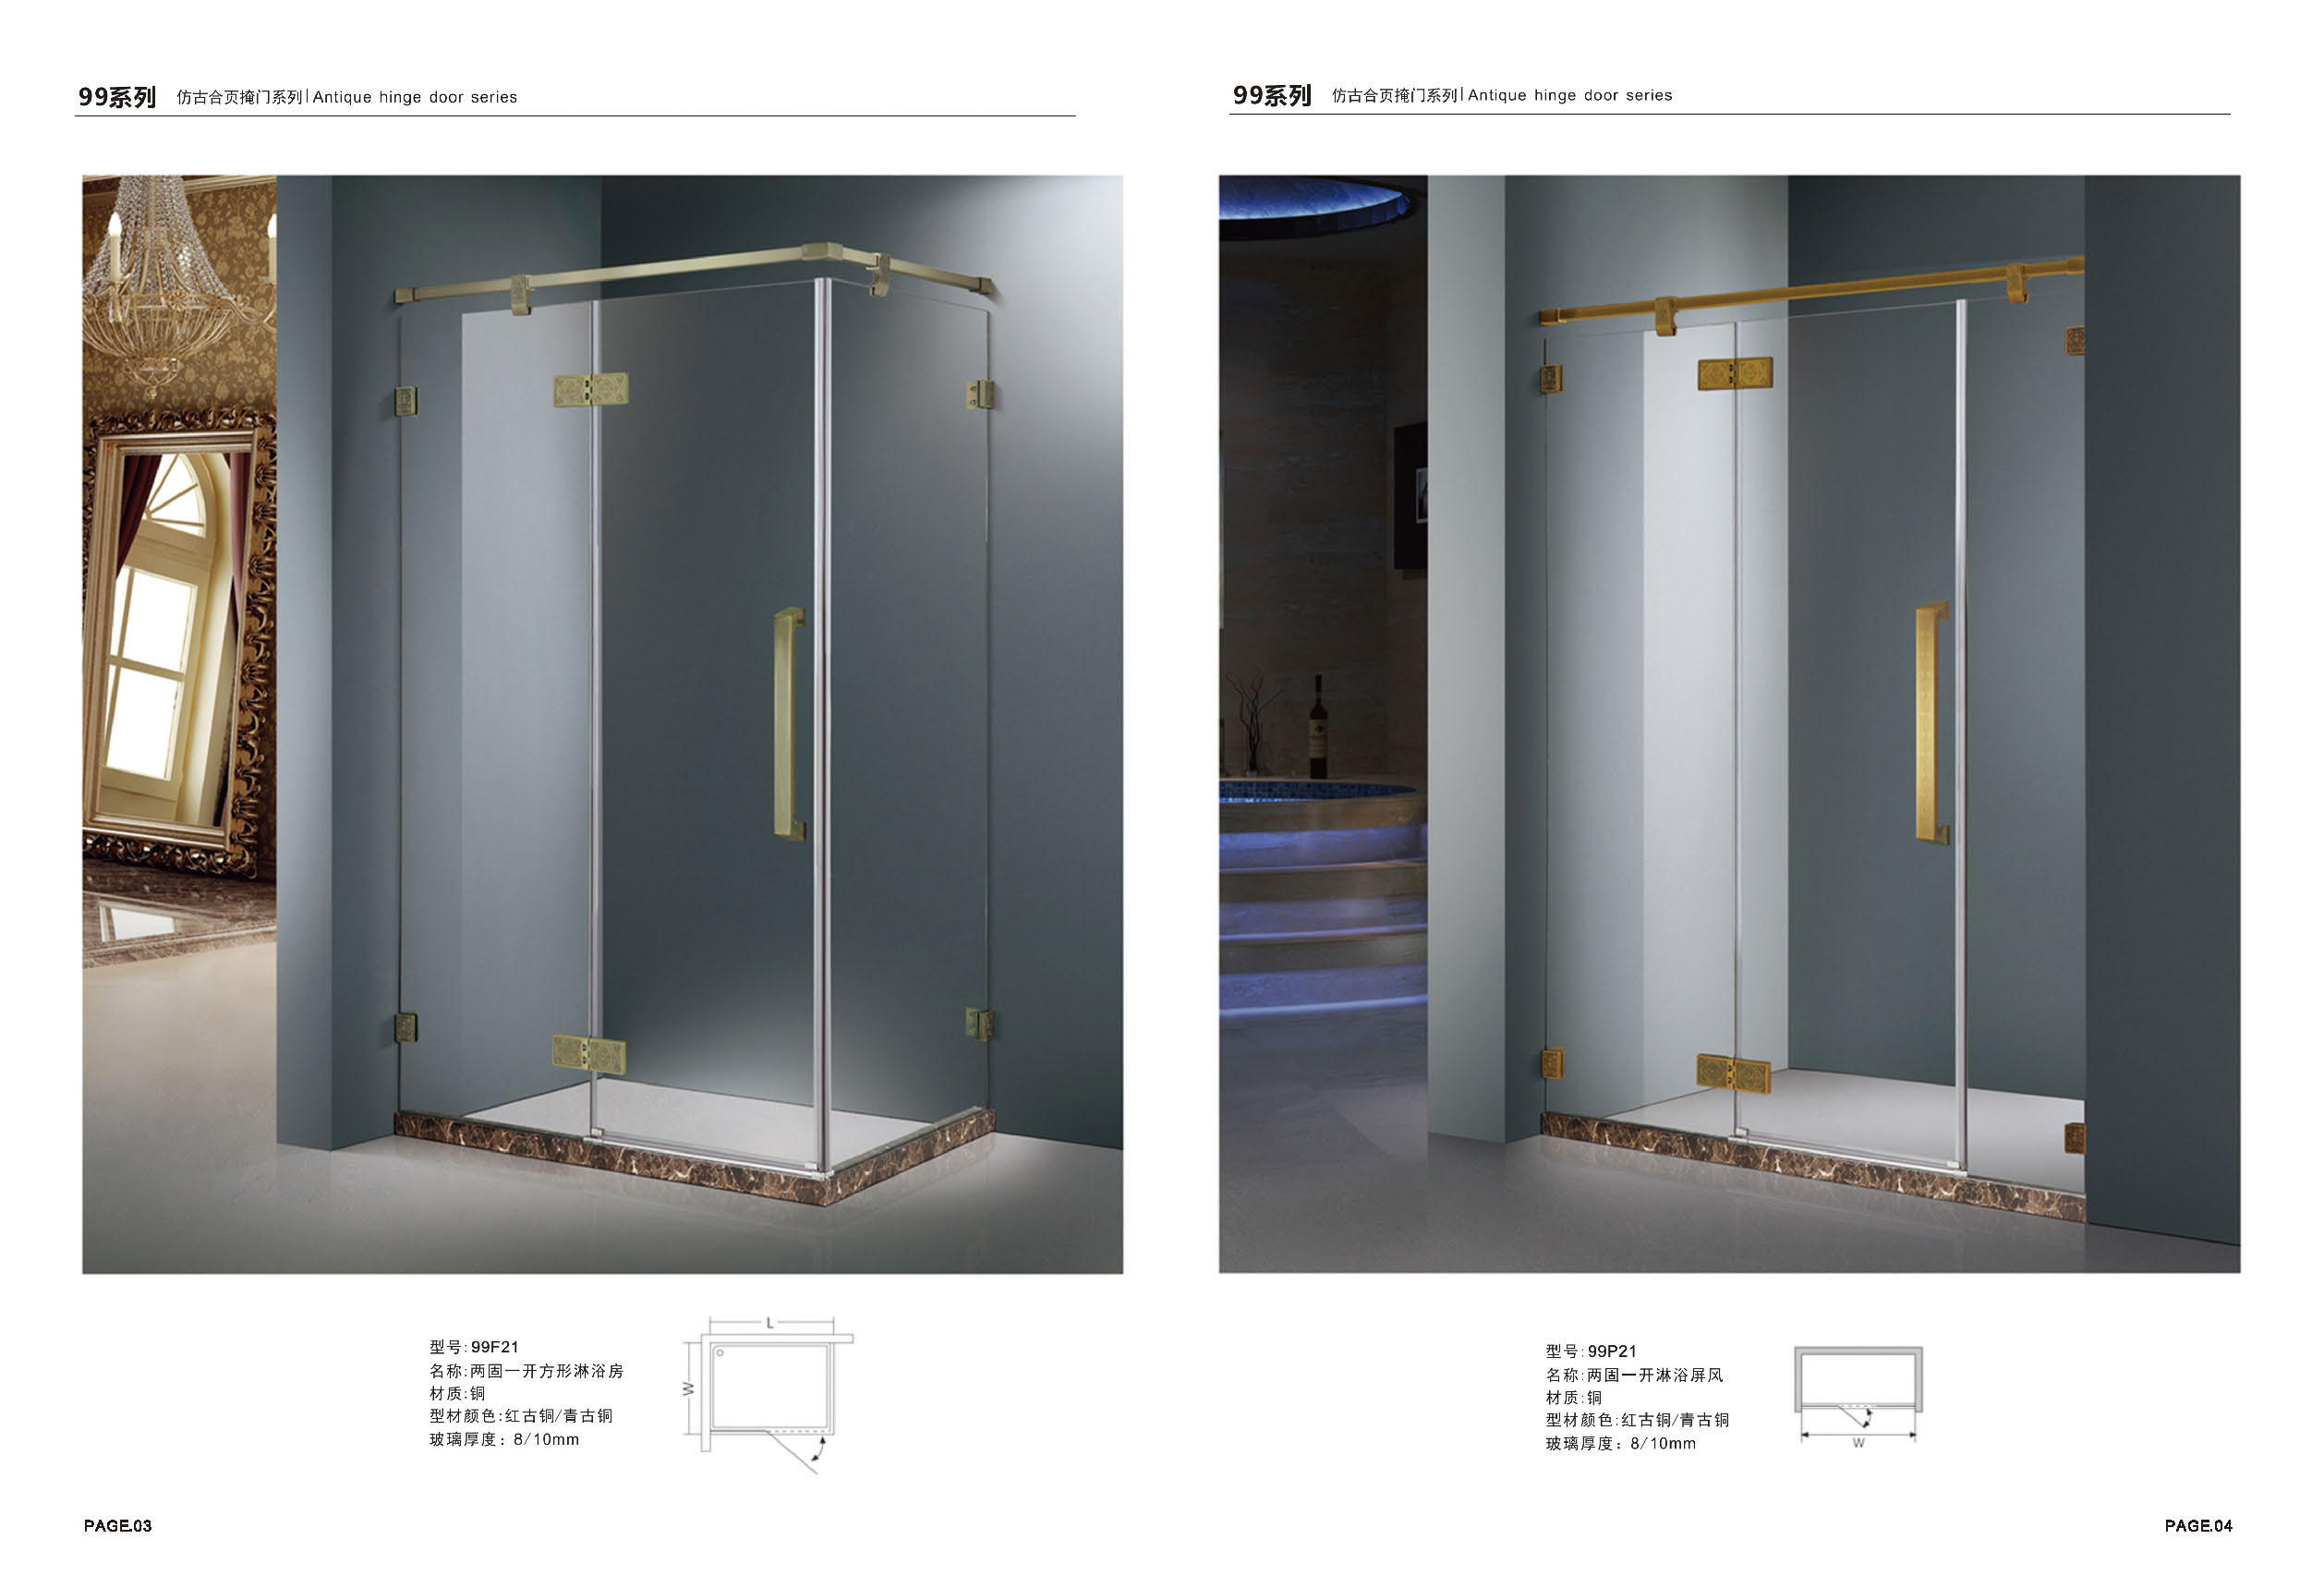 99系列 仿古合页掩门系列|Antique hinge door series
型号: 99F21
名称:两固一开方形淋浴房
材质:铜
型材颜色:红古铜/青古铜
玻璃厚度: 8/10mm
L
W
PAGE.03
99系列 仿古合页掩门系列|Antique hinge door series
型号: 99P21
名称:两固一开淋浴屏风
材质:铜
型材颜色:红古铜/青古铜
玻璃厚度: 8/10mm
W
PAGE.04